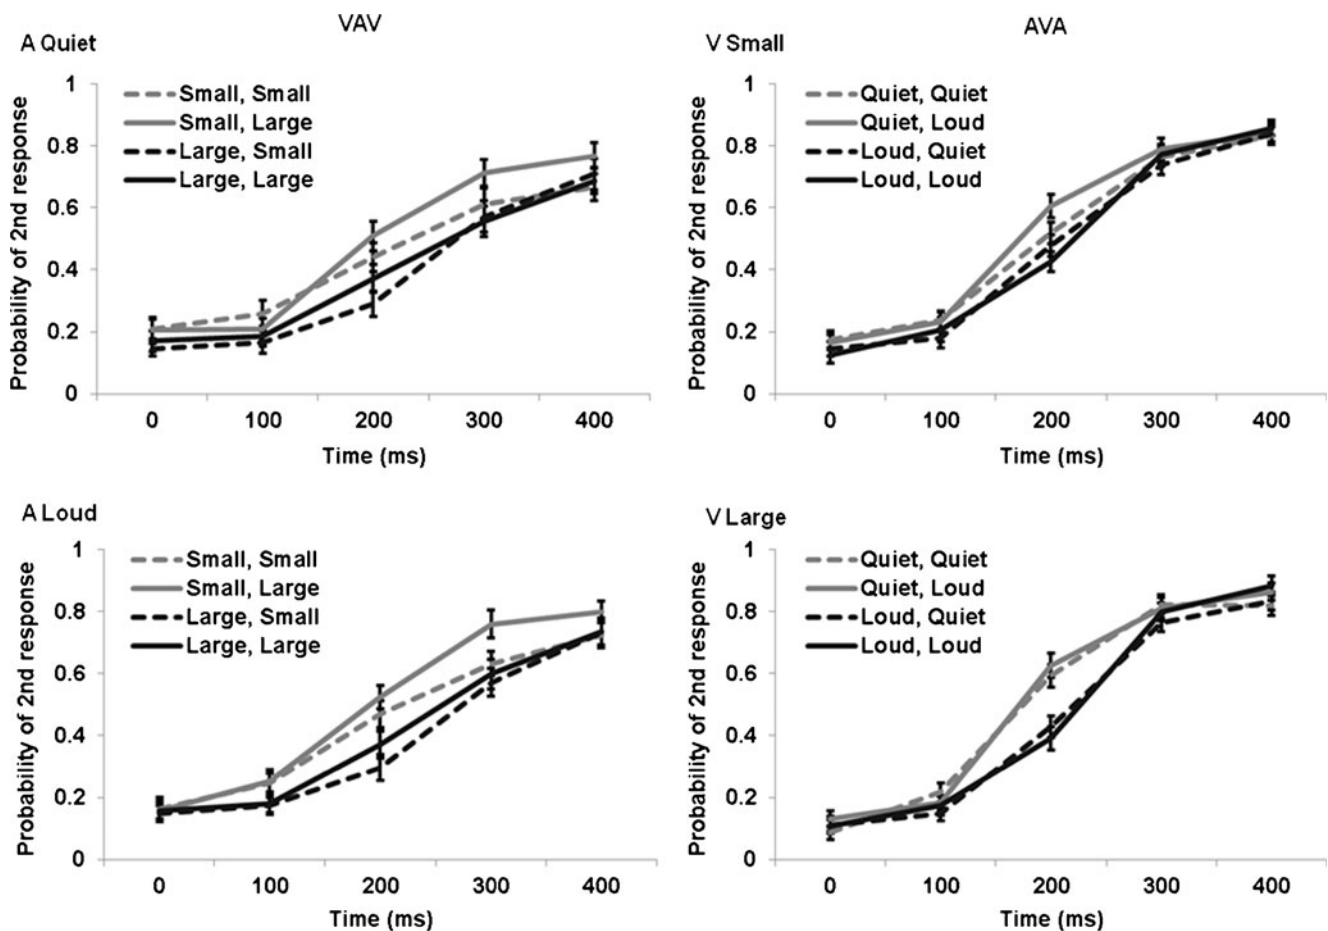 VAV
A Quiet
Probability of 2nd response
1
0.8
0.6
0.4
0.2
0
Small, Small
Small, Large
Large, Small
Large, Large
0 100 200 300 400
Time (ms)
AVA
V Small
Probability of 2nd response
1
0.8
0.6
0.4
0.2
0
Quiet, Quiet
Quiet, Loud
Loud, Quiet
Loud, Loud
0 100 200 300 400
Time (ms)
A Loud
Probability of 2nd response
1
0.8
0.6
0.4
0.2
0
Small, Small
Small, Large
Large, Small
Large, Large
0 100 200 300 400
Time (ms)
V Large
Probability of 2nd response
1
0.8
0.6
0.4
0.2
0
Quiet, Quiet
Quiet, Loud
Loud, Quiet
Loud, Loud
0 100 200 300 400
Time (ms)